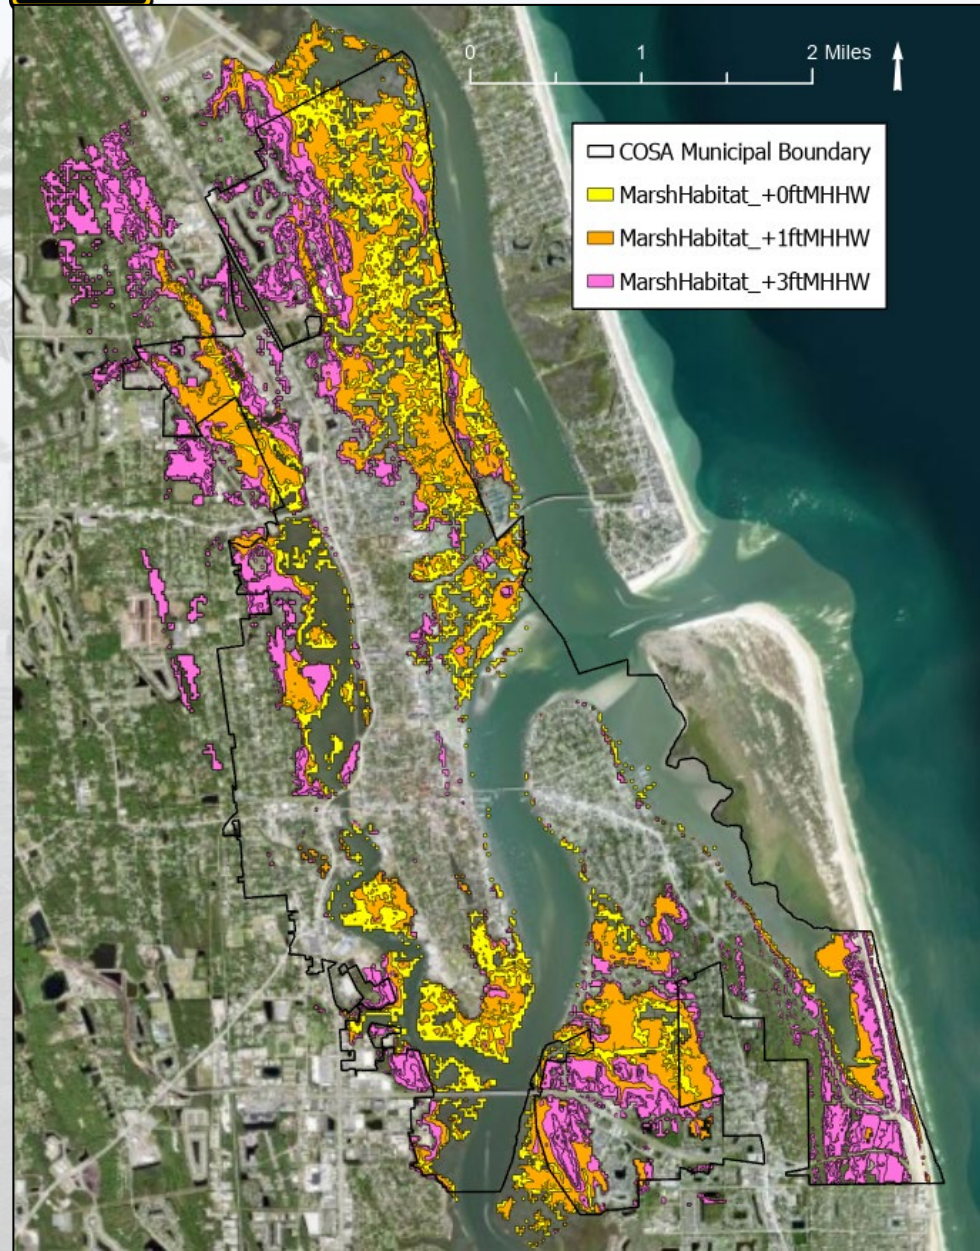 0 1 2 Miles
COSA Municipal Boundary
MarshHabitat_+0ftMHHW
MarshHabitat_+1ftMHHW
MarshHabitat_+3ftMHHW